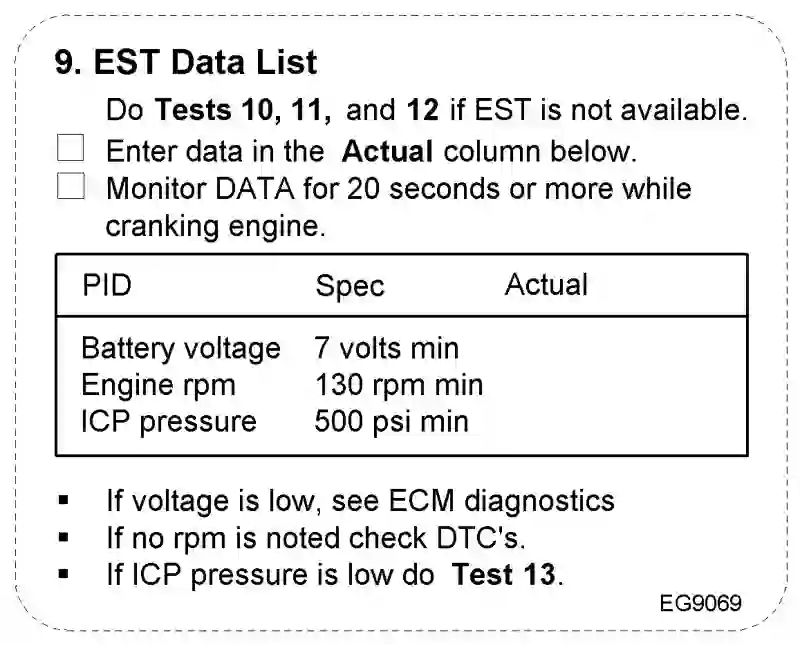 9. EST Data List
Do Tests 10, 11, and 12 if EST is not available.
Enter data in the Actual column below.
Monitor DATA for 20 seconds or more while
cranking engine.
PID Spec Actual
Battery voltage 7 volts min
Engine rpm 130 rpm min
ICP pressure 500 psi min
▪ If voltage is low, see ECM diagnostics
▪ If no rpm is noted check DTC's.
▪ If ICP pressure is low do Test 13.
EG9069